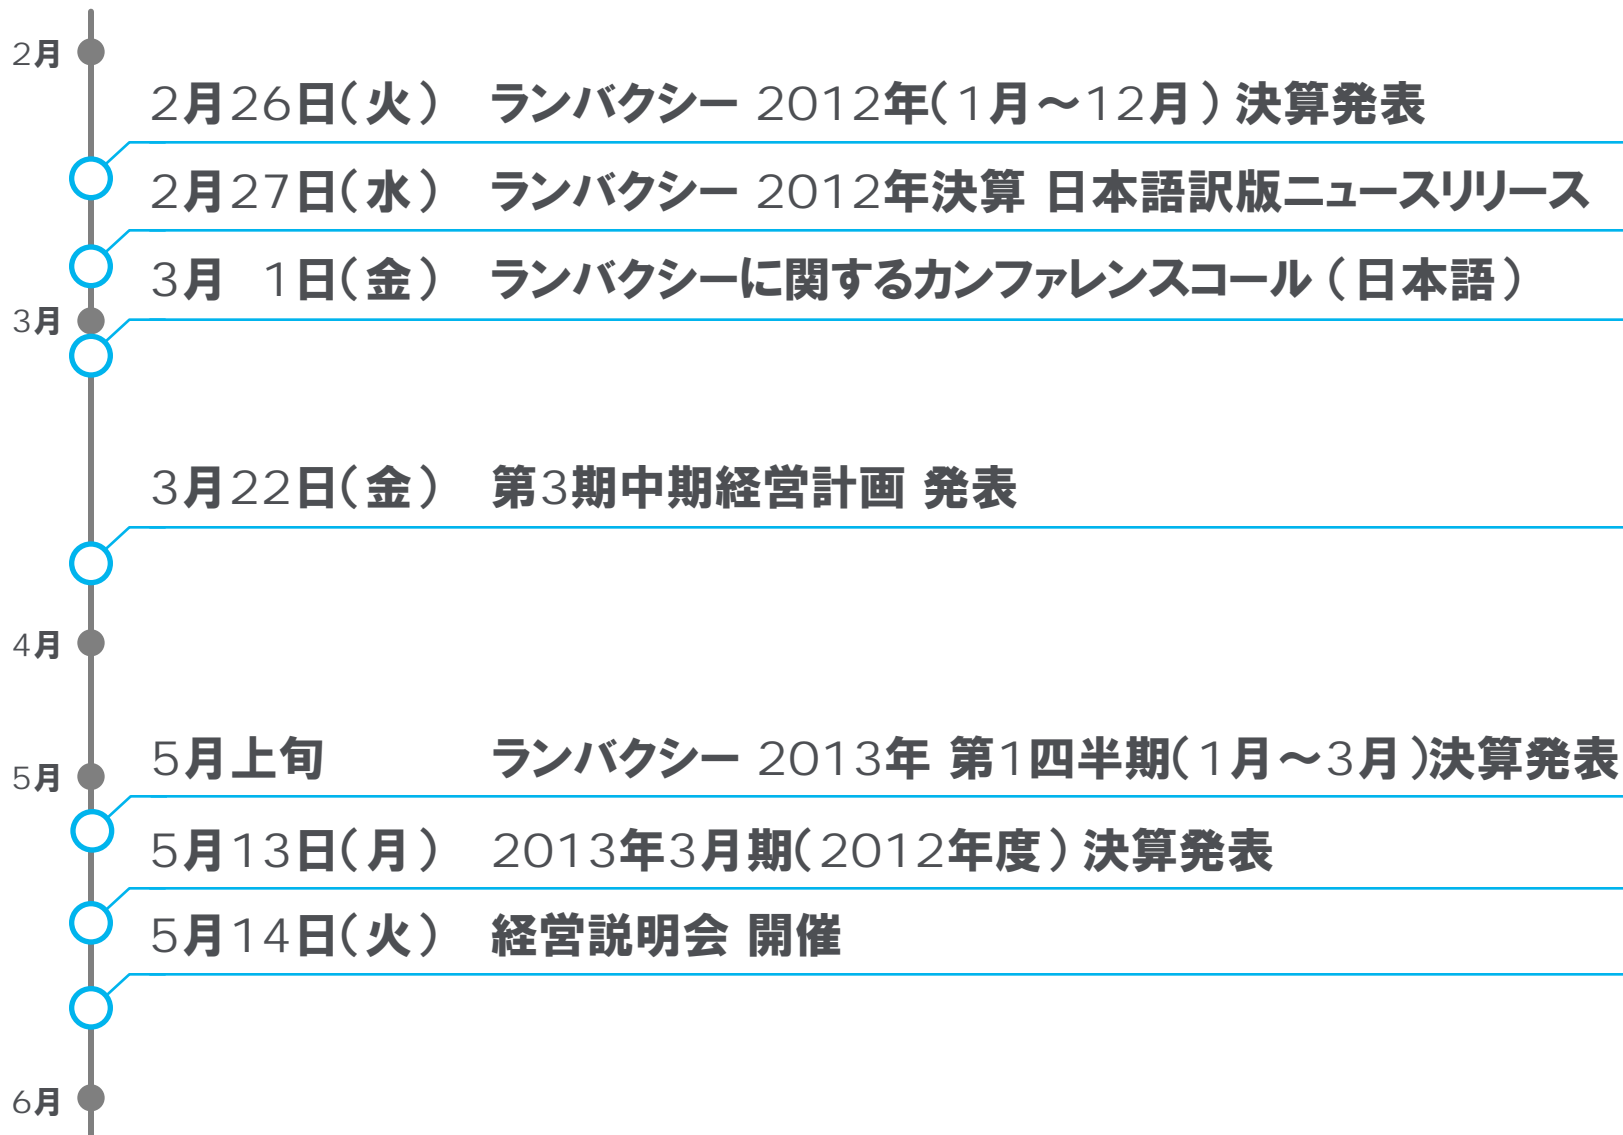 2月
2月26日(火) ランバクシー 2012年(1月～12月) 決算発表
2月27日(水) ランバクシー 2012年決算 日本語訳版ニュースリリース
3月 1日(金) ランバクシーに関するカンファレンスコール (日本語)
3月
3月22日(金) 第3期中期経営計画 発表
4月
5月上旬 ランバクシー 2013年 第1四半期(1月～3月)決算発表
5月
5月13日(月) 2013年3月期(2012年度) 決算発表
5月14日(火) 経営説明会 開催
6月